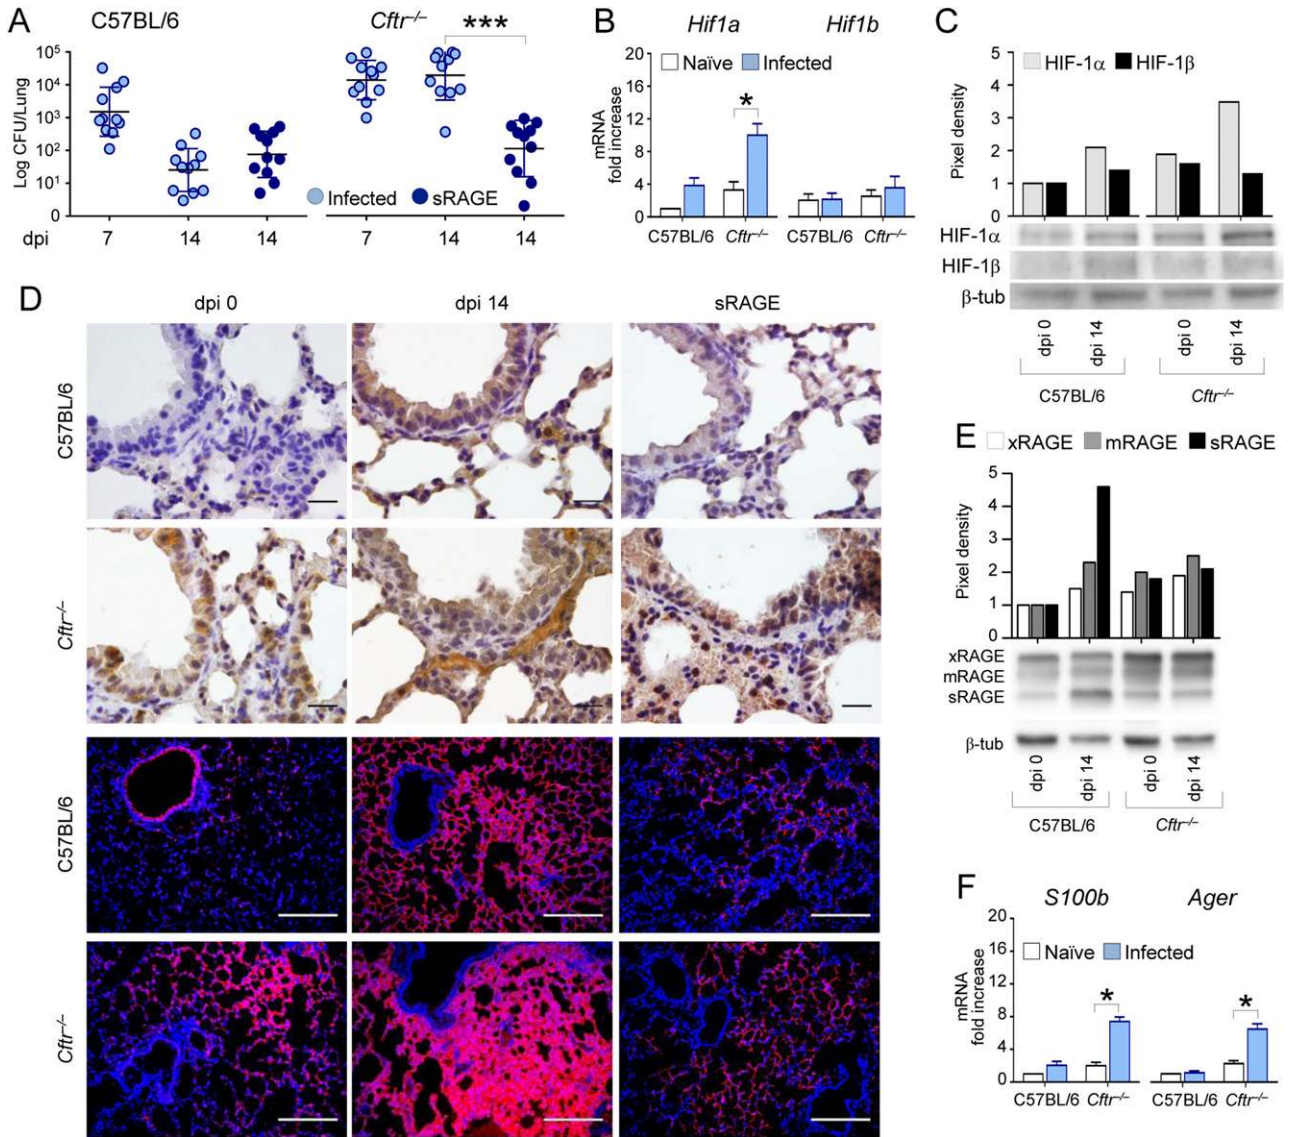 A
C57BL/6
Cftr–/–
***
Log CFU/Lung
10⁵
10⁴
10³
10²
10¹
0
Infected
sRAGE
dpi
7
14
14
7
14
14
B
Hif1a
Hif1b
mRNA
fold increase
20
16
12
8
4
0
Naïve
Infected
*
C57BL/6
Cftr–/–
C57BL/6
Cftr–/–
C
Pixel density
5
4
3
2
1
0
HIF-1α
HIF-1β
HIF-1α
HIF-1β
β-tub
dpi 0
dpi 14
dpi 0
dpi 14
C57BL/6
Cftr–/–
D
dpi 0
dpi 14
sRAGE
C57BL/6
Cftr–/–
C57BL/6
Cftr–/–
E
xRAGE
mRAGE
sRAGE
Pixel density
5
4
3
2
1
0
xRAGE
mRAGE
sRAGE
β-tub
dpi 0
dpi 14
dpi 0
dpi 14
C57BL/6
Cftr–/–
F
S100b
Ager
mRNA
fold increase
20
16
12
8
4
0
Naïve
Infected
*
*
C57BL/6
Cftr–/–
C57BL/6
Cftr–/–